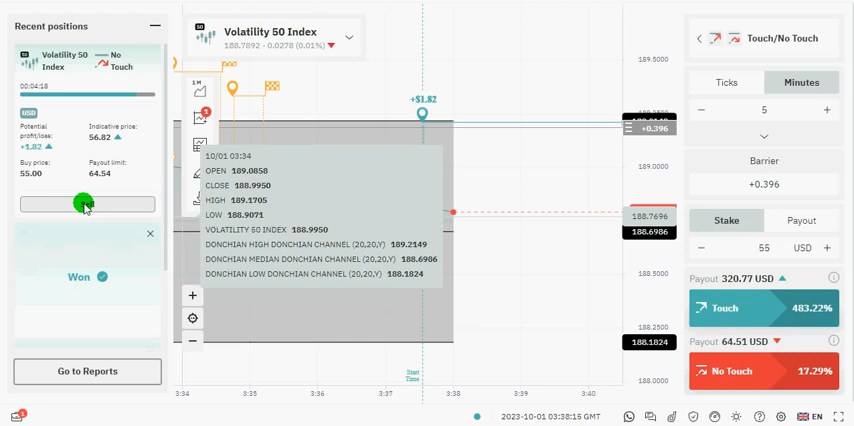 Recent positions
Volatility 50 Index
No Touch
00:04:18
USD
Potential profit/loss:
+1.82
Indicative price:
56.82
Buy price:
55.00
Payout limit:
64.54
Won
Go to Reports
50
Volatility 50 Index
188.7692 - 0.0278 (0.01%)
1M
1
10/01 03:34
OPEN 189.0858
CLOSE 188.9950
HIGH 189.1705
LOW 188.9071
VOLATILITY 50 INDEX 188.9950
DONCHIAN HIGH DONCHIAN CHANNEL (20,20,Y) 189.2149
DONCHIAN MEDIAN DONCHIAN CHANNEL (20,20,Y) 188.6986
DONCHIAN LOW DONCHIAN CHANNEL (20,20,Y) 188.1824
+$1.82
Start Time
3:34
3:35
3:36
3:37
3:38
3:39
3:40
189.5000
+0.396
189.0000
188.7696
188.6986
188.5000
188.2500
188.1824
188.0000
Touch/No Touch
Ticks
Minutes
− 5 +
Barrier
+0.396
Stake
Payout
− 55 USD +
Payout 320.77 USD
Touch 483.22%
Payout 64.51 USD
No Touch 17.29%
1
2023-10-01 03:38:15 GMT
EN